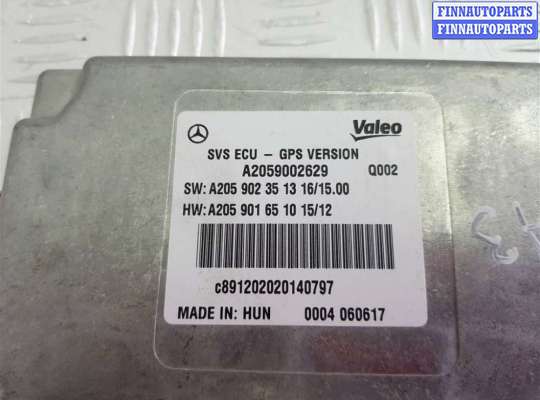 FINNAUTOPARTS
FINNAUTOPARTS
Valeo
SVS ECU – GPS VERSION
A2059002629 Q002
SW: A205 902 35 13 16/15.00
HW: A205 901 65 10 15/12
c891202020140797
MADE IN: HUN 0004 060617